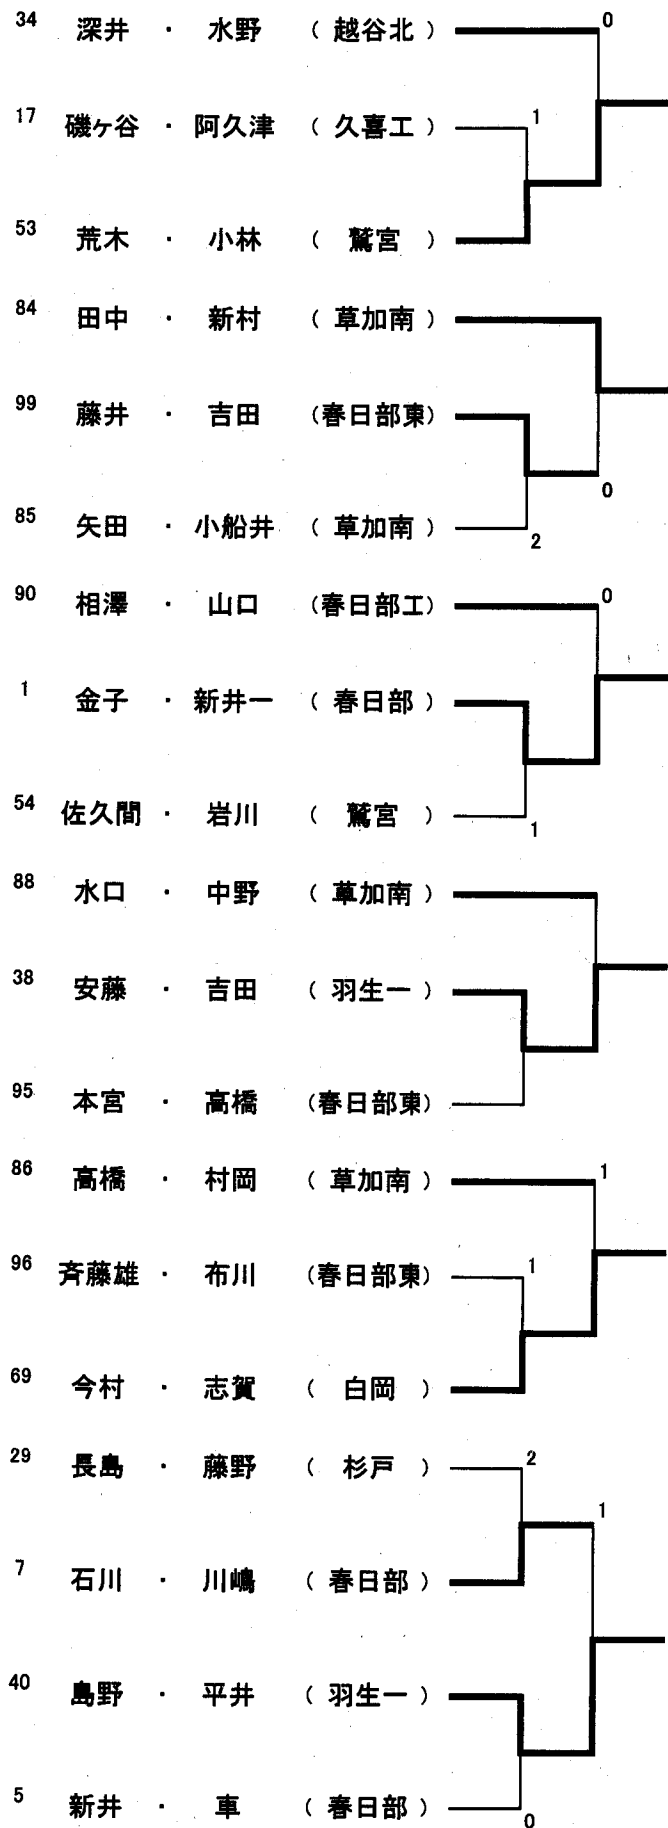 34 深井 ・ 水野 （ 越谷北 ） 0
17 磯ヶ谷 ・ 阿久津 （ 久喜工 ） 1
53 荒木 ・ 小林 （ 鷲宮 ）
84 田中 ・ 新村 （ 草加南 ）
99 藤井 ・ 吉田 （春日部東）
0
85 矢田 ・ 小船井 （ 草加南 ） 2
90 相澤 ・ 山口 （春日部工） 0
1 金子 ・ 新井一 （ 春日部 ）
54 佐久間 ・ 岩川 （ 鷲宮 ） 1
88 水口 ・ 中野 （ 草加南 ）
38 安藤 ・ 吉田 （ 羽生一 ）
95 本宮 ・ 高橋 （春日部東）
86 高橋 ・ 村岡 （ 草加南 ） 1
96 斉藤雄 ・ 布川 （春日部東） 1
69 今村 ・ 志賀 （ 白岡 ）
29 長島 ・ 藤野 （ 杉戸 ） 2
1
7 石川 ・ 川嶋 （ 春日部 ）
40 島野 ・ 平井 （ 羽生一 ）
5 新井 ・ 車 （ 春日部 ） 0